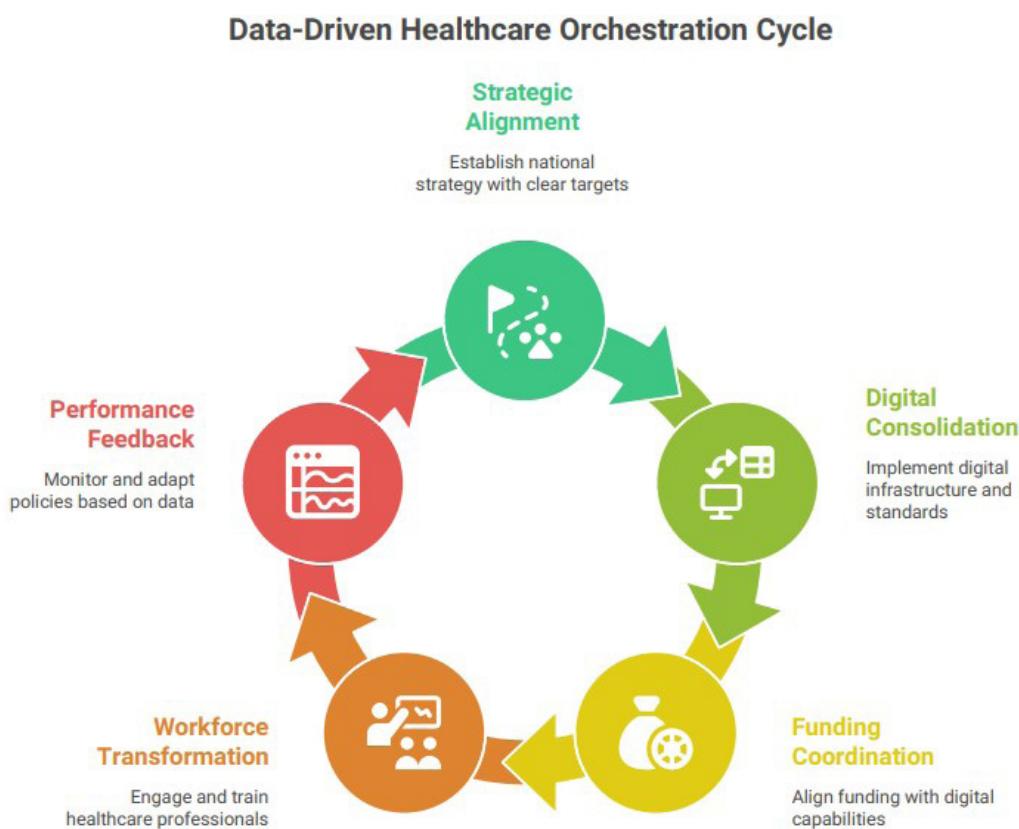 Data-Driven Healthcare Orchestration Cycle
Strategic
Alignment
Establish national
strategy with clear targets
Digital
Consolidation
Implement digital
infrastructure and
standards
Funding
Coordination
Align funding with digital
capabilities
Workforce
Transformation
Engage and train
healthcare professionals
Performance
Feedback
Monitor and adapt
policies based on data